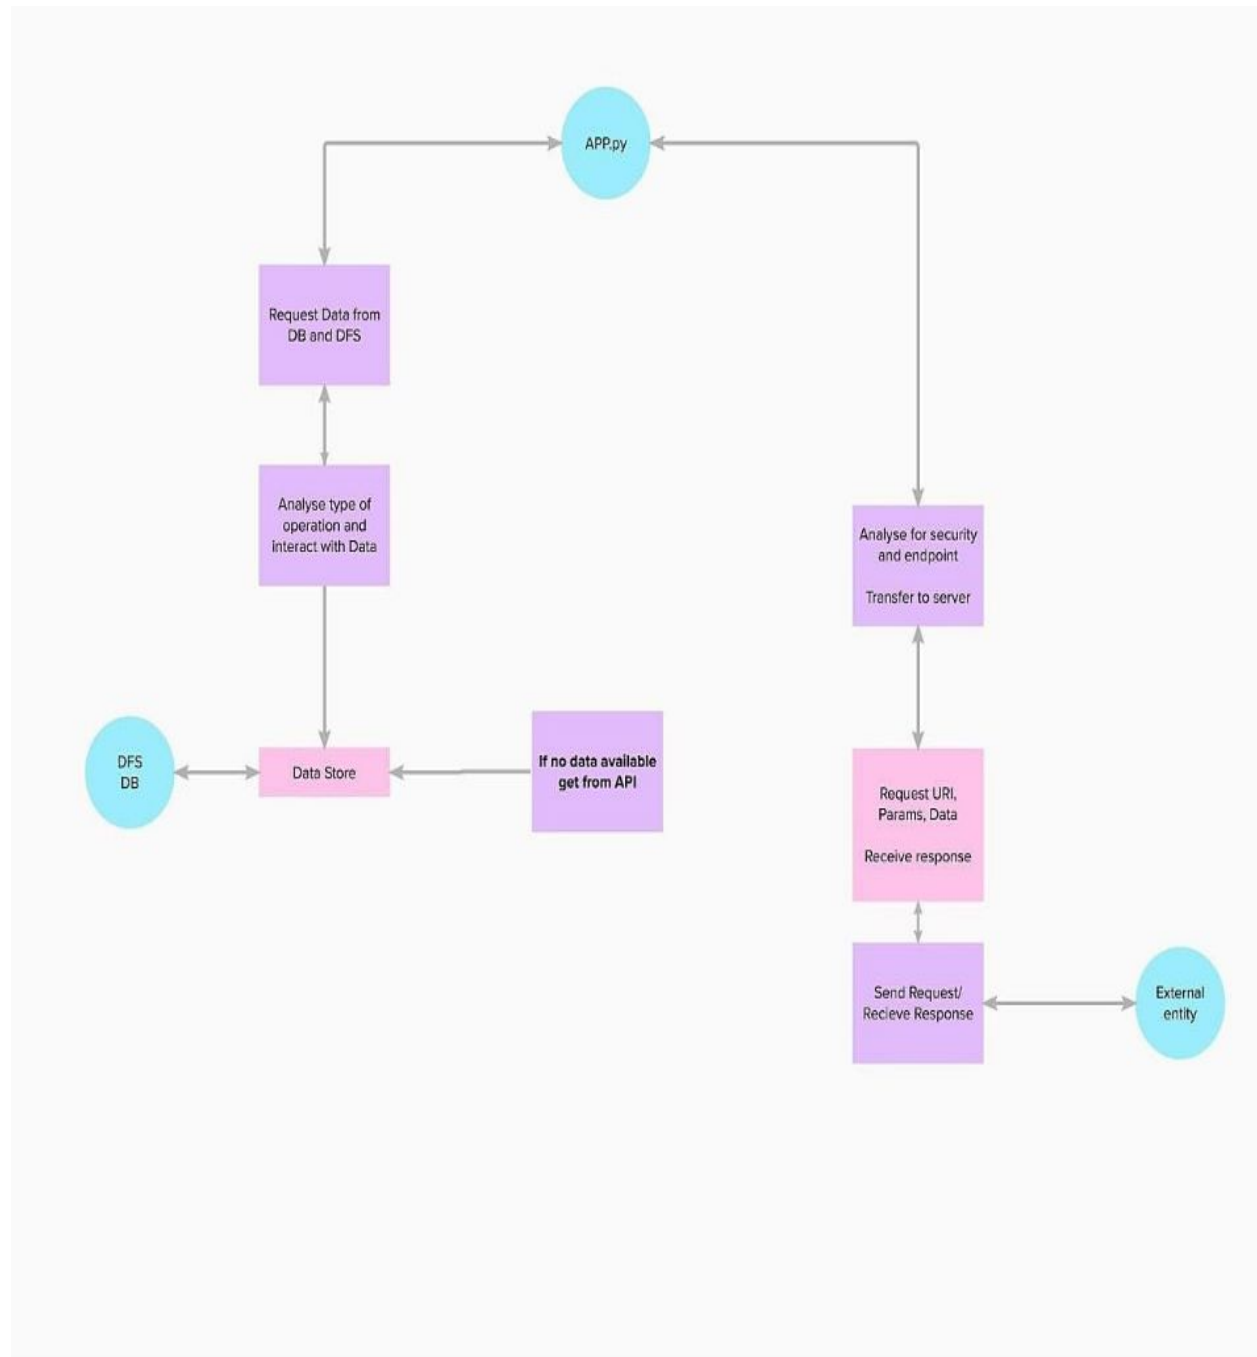 APP.py
Request Data from
DB and DFS
Analyse type of
operation and
interact with Data
Analyse for security
and endpoint
Transfer to server
DFS
DB
Data Store
If no data available
get from API
Request URI,
Params, Data
Receive response
Send Request/
Recieve Response
External
entity